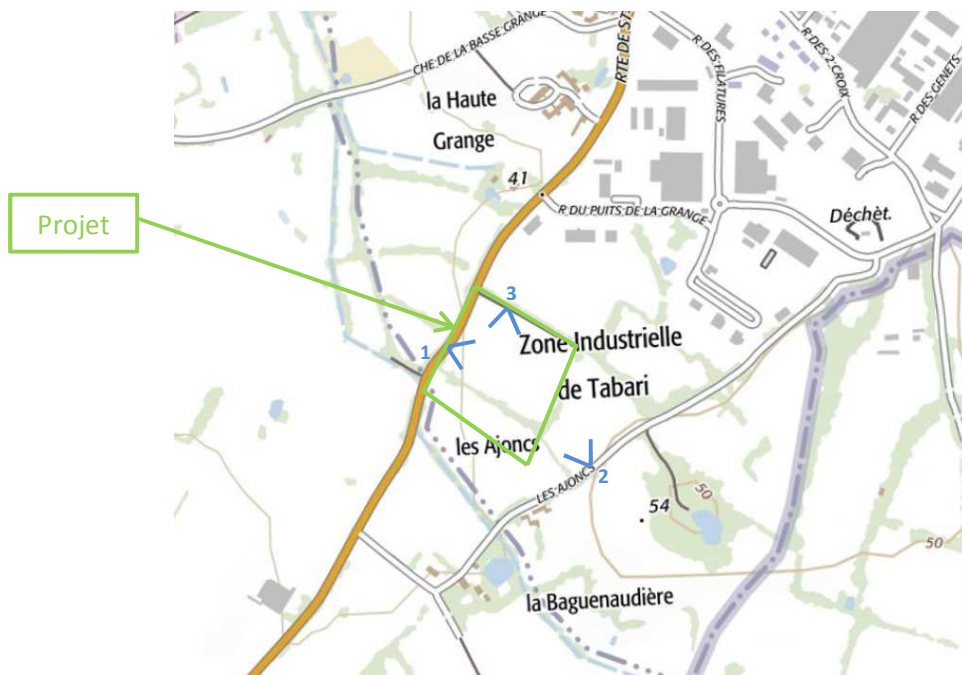 CHE DE LA BASSE GRANGE
RTE DE ST
R DES FILATURES
R DES 2 CROIX
R DES GENETS
la Haute
Grange
41
R DU PUITS DE LA GRANGE
Déchèt.
Projet
3
1
Zone Industrielle
de Tabari
les Ajoncs
LES AJONCS
2
50
54
50
la Baguenaudière